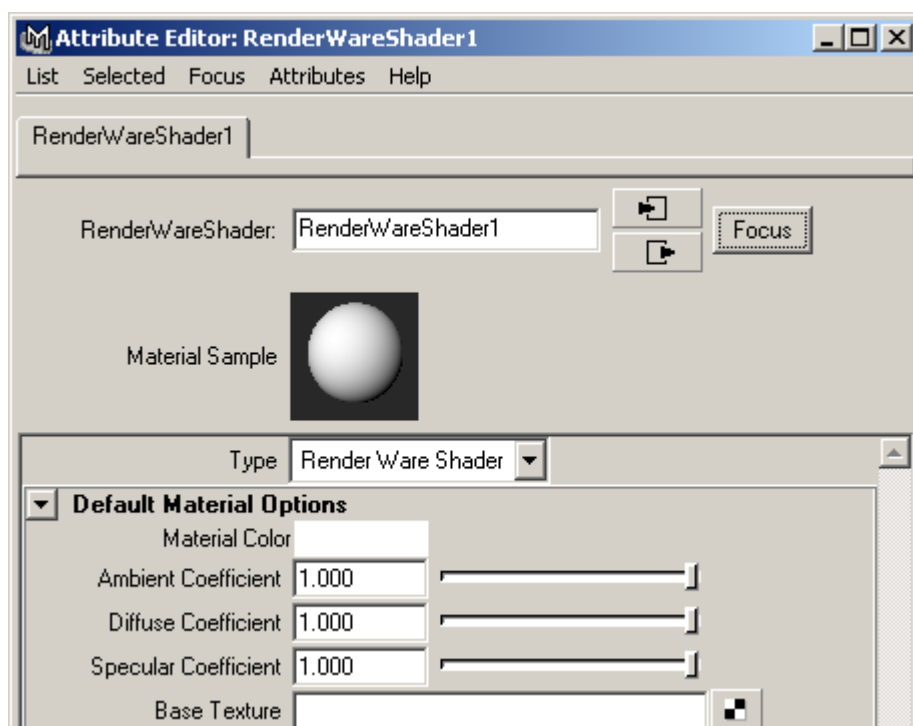 Attribute Editor: RenderWareShader1
List Selected Focus Attributes Help
RenderWareShader1
RenderWareShader: RenderWareShader1 Focus
Material Sample
Type Render Ware Shader
Default Material Options
Material Color
Ambient Coefficient 1.000
Diffuse Coefficient 1.000
Specular Coefficient 1.000
Base Texture